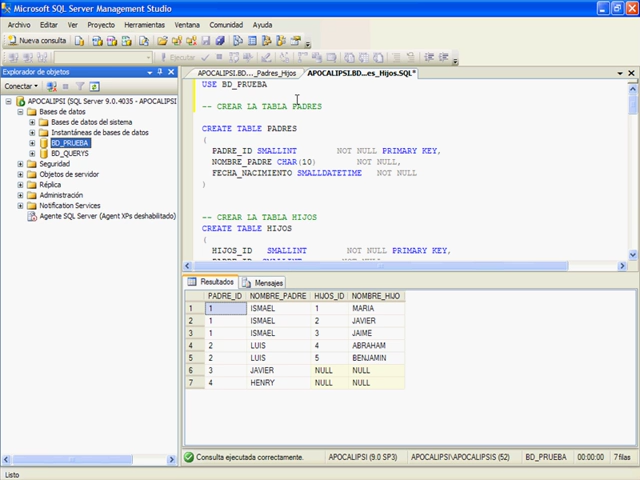 Microsoft SQL Server Management Studio
Archivo Editar Ver Proyecto Herramientas Ventana Comunidad Ayuda
Nueva consulta
Ejecutar
Explorador de objetos
Conectar
APOCALIPSI (SQL Server 9.0.4035 - APOCALIPSI
Bases de datos
Bases de datos del sistema
Instantáneas de bases de datos
BD_PRUEBA
BD_QUERYS
Seguridad
Objetos de servidor
Réplica
Administración
Notification Services
Agente SQL Server (Agent XPs deshabilitado)
APOCALIPSI.BD..._Padres_Hijos APOCALIPSI.BD...es_Hijos.SQL*
USE BD_PRUEBA
-- CREAR LA TABLA PADRES
CREATE TABLE PADRES
(
PADRE_ID SMALLINT NOT NULL PRIMARY KEY,
NOMBRE_PADRE CHAR(10) NOT NULL,
FECHA_NACIMIENTO SMALLDATETIME NOT NULL
)
-- CREAR LA TABLA HIJOS
CREATE TABLE HIJOS
(
HIJOS_ID SMALLINT NOT NULL PRIMARY KEY,
Resultados Mensajes
PADRE_ID NOMBRE_PADRE HIJOS_ID NOMBRE_HIJO
1 1 ISMAEL 1 MARIA
2 1 ISMAEL 2 JAVIER
3 1 ISMAEL 3 JAIME
4 2 LUIS 4 ABRAHAM
5 2 LUIS 5 BENJAMIN
6 3 JAVIER NULL NULL
7 4 HENRY NULL NULL
Consulta ejecutada correctamente. APOCALIPSI (9.0 SP3) APOCALIPSI\APOCALIPSIS (52) BD_PRUEBA 00:00:00 7 filas
Listo